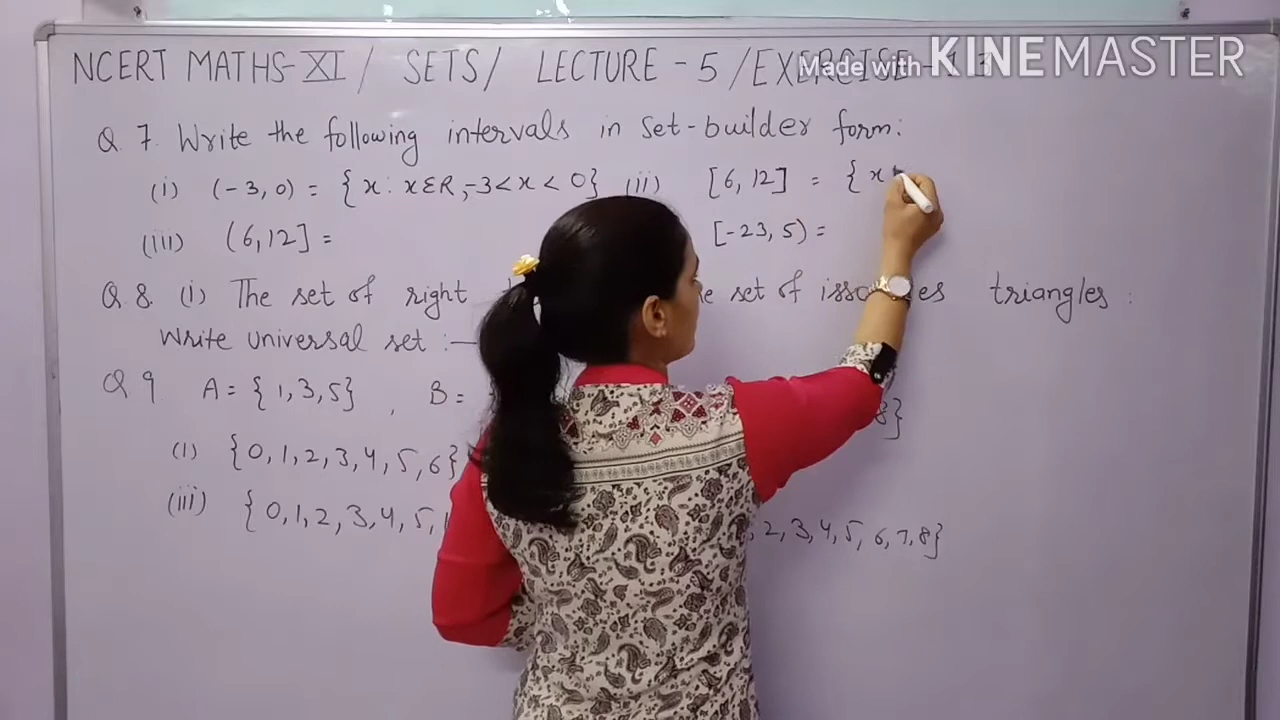 NCERT MATHS-XI / SETS / LECTURE - 5 / EXERCISE - 1.3
Made with KINEMASTER
Q. 7. Write the following intervals in set-builder form:
(i) (-3, 0) = { x : x ε R, -3 < x < 0 } (ii) [6, 12] = { x
(iii) (6, 12] = [-23, 5) =
Q. 8. (i) The set of right set of triangles :
Write universal set :—
Q. 9 A = { 1, 3, 5 } , B = 8 }
(i) { 0, 1, 2, 3, 4, 5, 6 }
(iii) { 0, 1, 2, 3, 4, 5, , 2, 3, 4, 5, 6, 7, 8 }